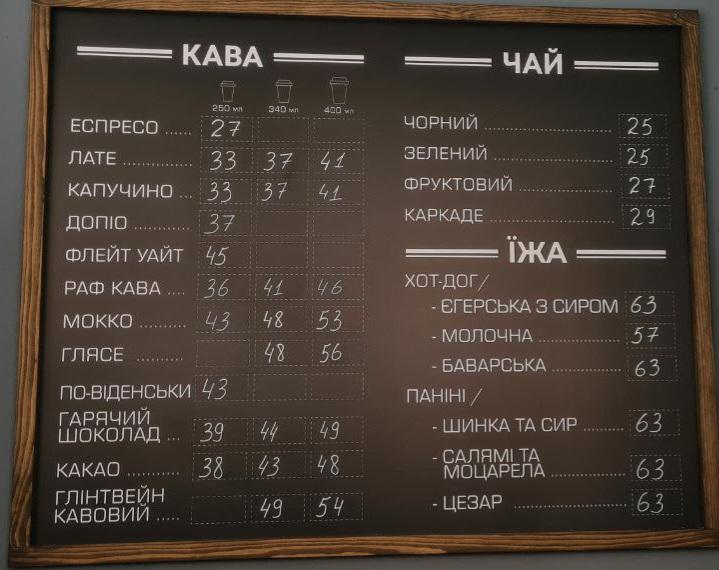 КАВА
250 мл 340 мл 400 мл
ЕСПРЕСО ...... 27
ЛАТЕ .............. 33 37 41
КАПУЧИНО ... 33 37 41
ДОПІО ............ 37
ФЛЕЙТ УАЙТ 45
РАФ КАВА .... 36 41 46
МОККО ........... 43 48 53
ГЛЯСЕ .......... 48 56
ПО-ВІДЕНСЬКИ 43
ГАРЯЧИЙ
ШОКОЛАД ... 39 44 49
КАКАО ........... 38 43 48
ГЛІНТВЕЙН
КАВОВИЙ ..... 49 54
ЧАЙ
ЧОРНИЙ .......................... 25
ЗЕЛЕНИЙ ........................ 25
ФРУКТОВИЙ .................... 27
КАРКАДЕ ......................... 29
ЇЖА
ХОТ-ДОГ/
- ЄГЕРСЬКА З СИРОМ 63
- МОЛОЧНА ................ 57
- БАВАРСЬКА .............. 63
ПАНІНІ /
- ШИНКА ТА СИР ........ 63
- САЛЯМІ ТА
МОЦАРЕЛА .............. 63
- ЦЕЗАР ...................... 63